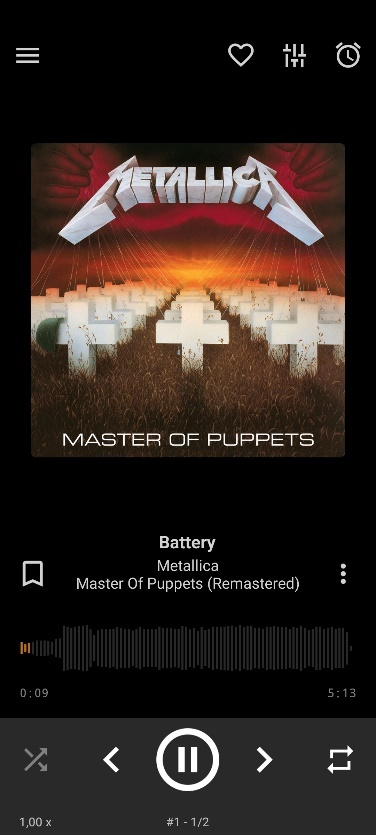 METALLICA
MASTER OF PUPPETS
Battery
Metallica
Master Of Puppets (Remastered)
0:09
5:13
1,00 x
#1 - 1/2